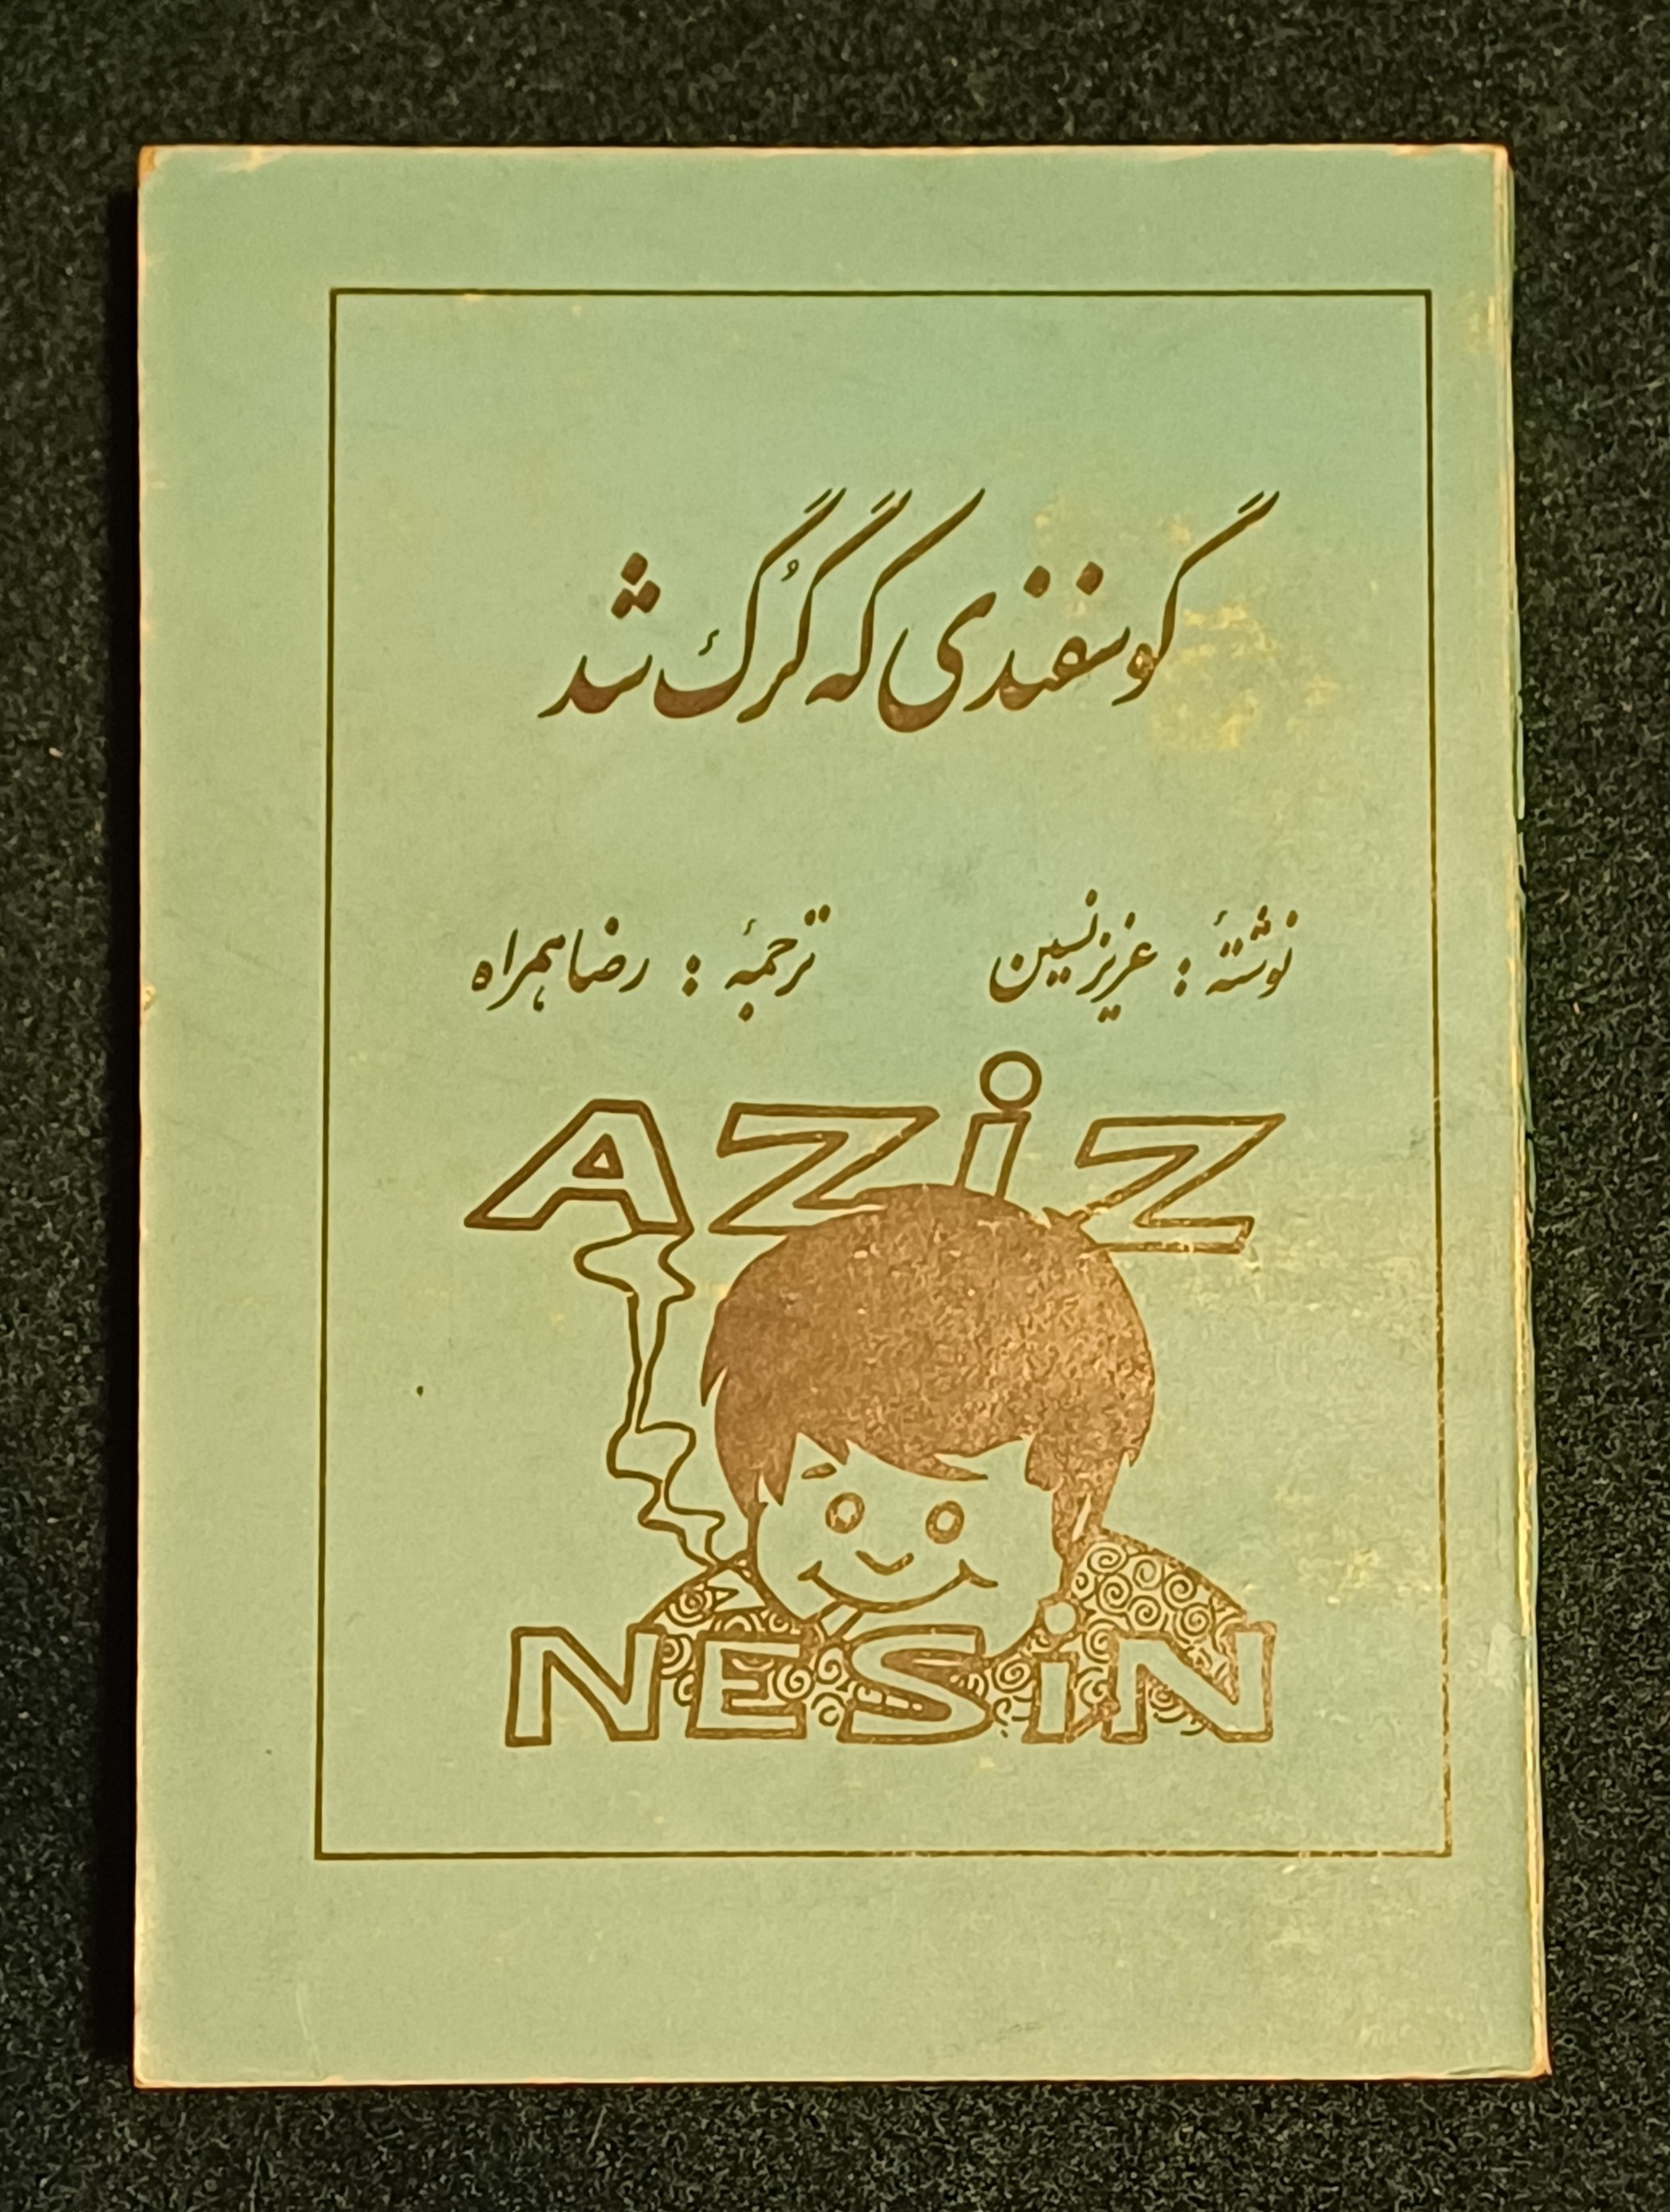 گوسفندی که گرگ شد
نوشتهٔ : عزیز نسین ترجمهٔ : رضا همراه
AZiZ
NESiN